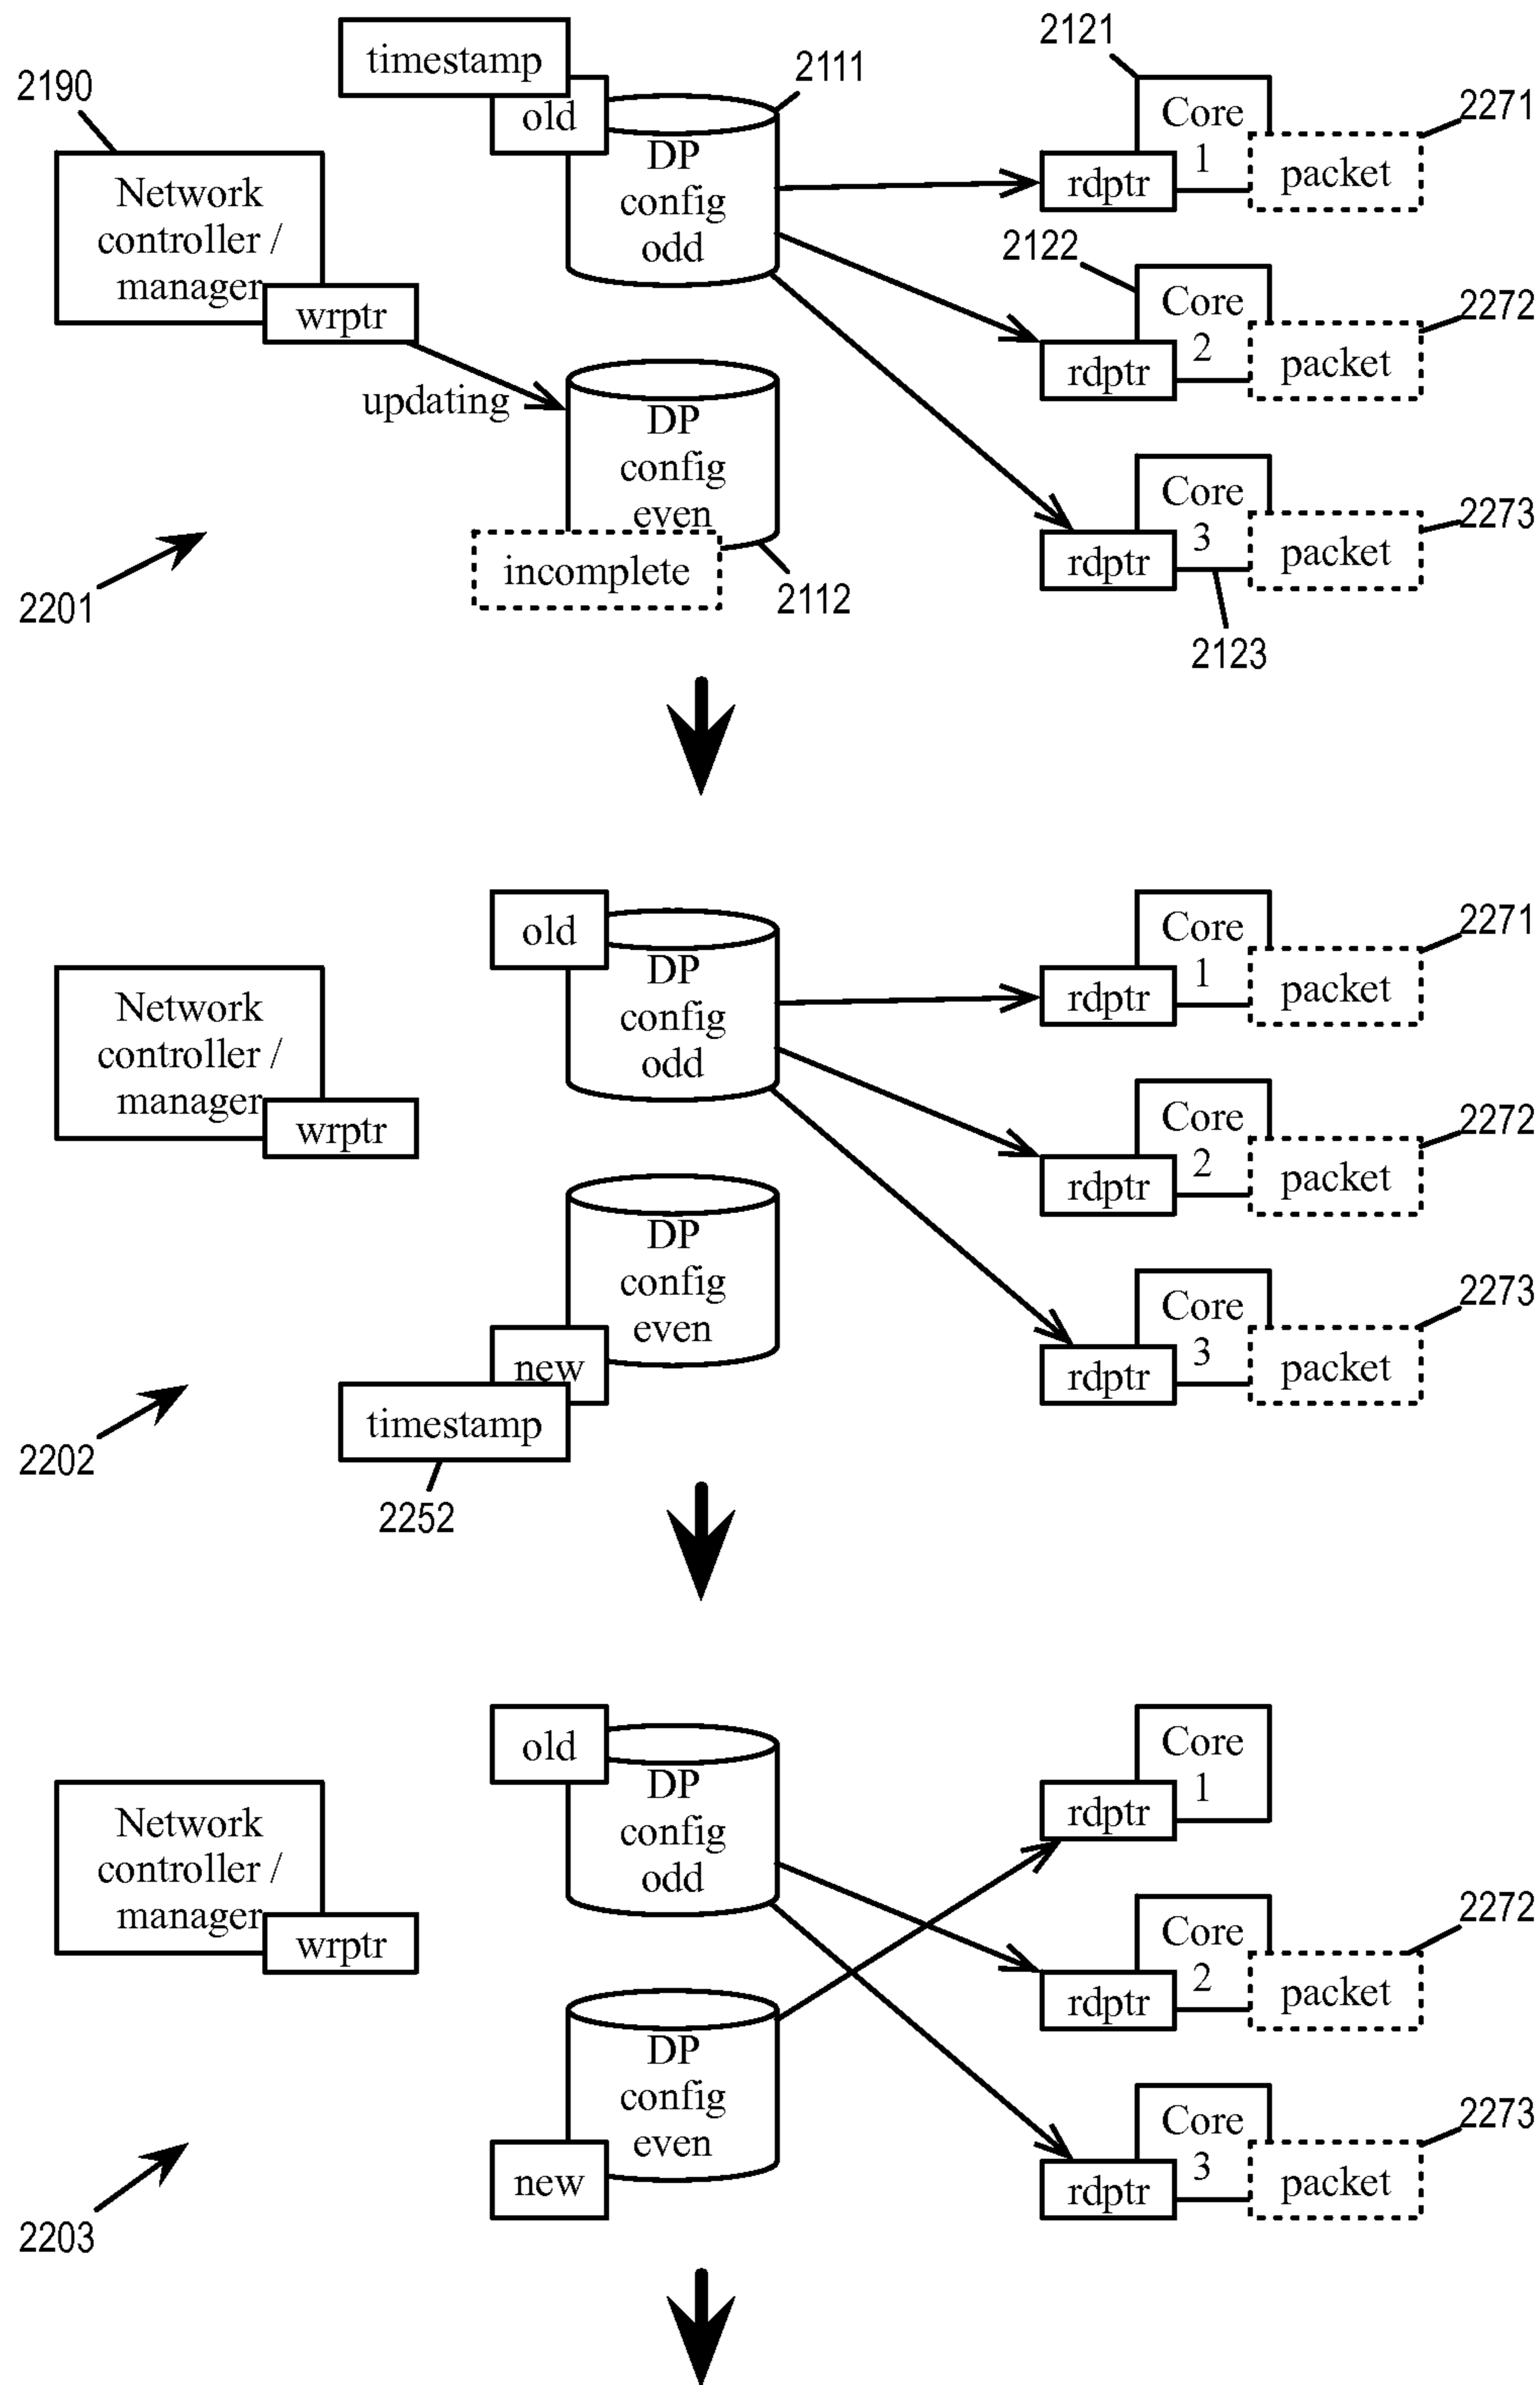 2190
timestamp
old
2111
DP
config
odd
Network
controller /
manager
wrptr
updating
DP
config
even
incomplete
2112
2201
2121
Core
1
rdptr
packet
2271
2122
Core
2
rdptr
packet
2272
Core
3
rdptr
packet
2273
2123
old
DP
config
odd
Network
controller /
manager
wrptr
DP
config
even
new
timestamp
2252
2202
Core
1
rdptr
packet
2271
Core
2
rdptr
packet
2272
Core
3
rdptr
packet
2273
old
DP
config
odd
Network
controller /
manager
wrptr
DP
config
even
new
2203
Core
1
rdptr
Core
2
rdptr
packet
2272
Core
3
rdptr
packet
2273